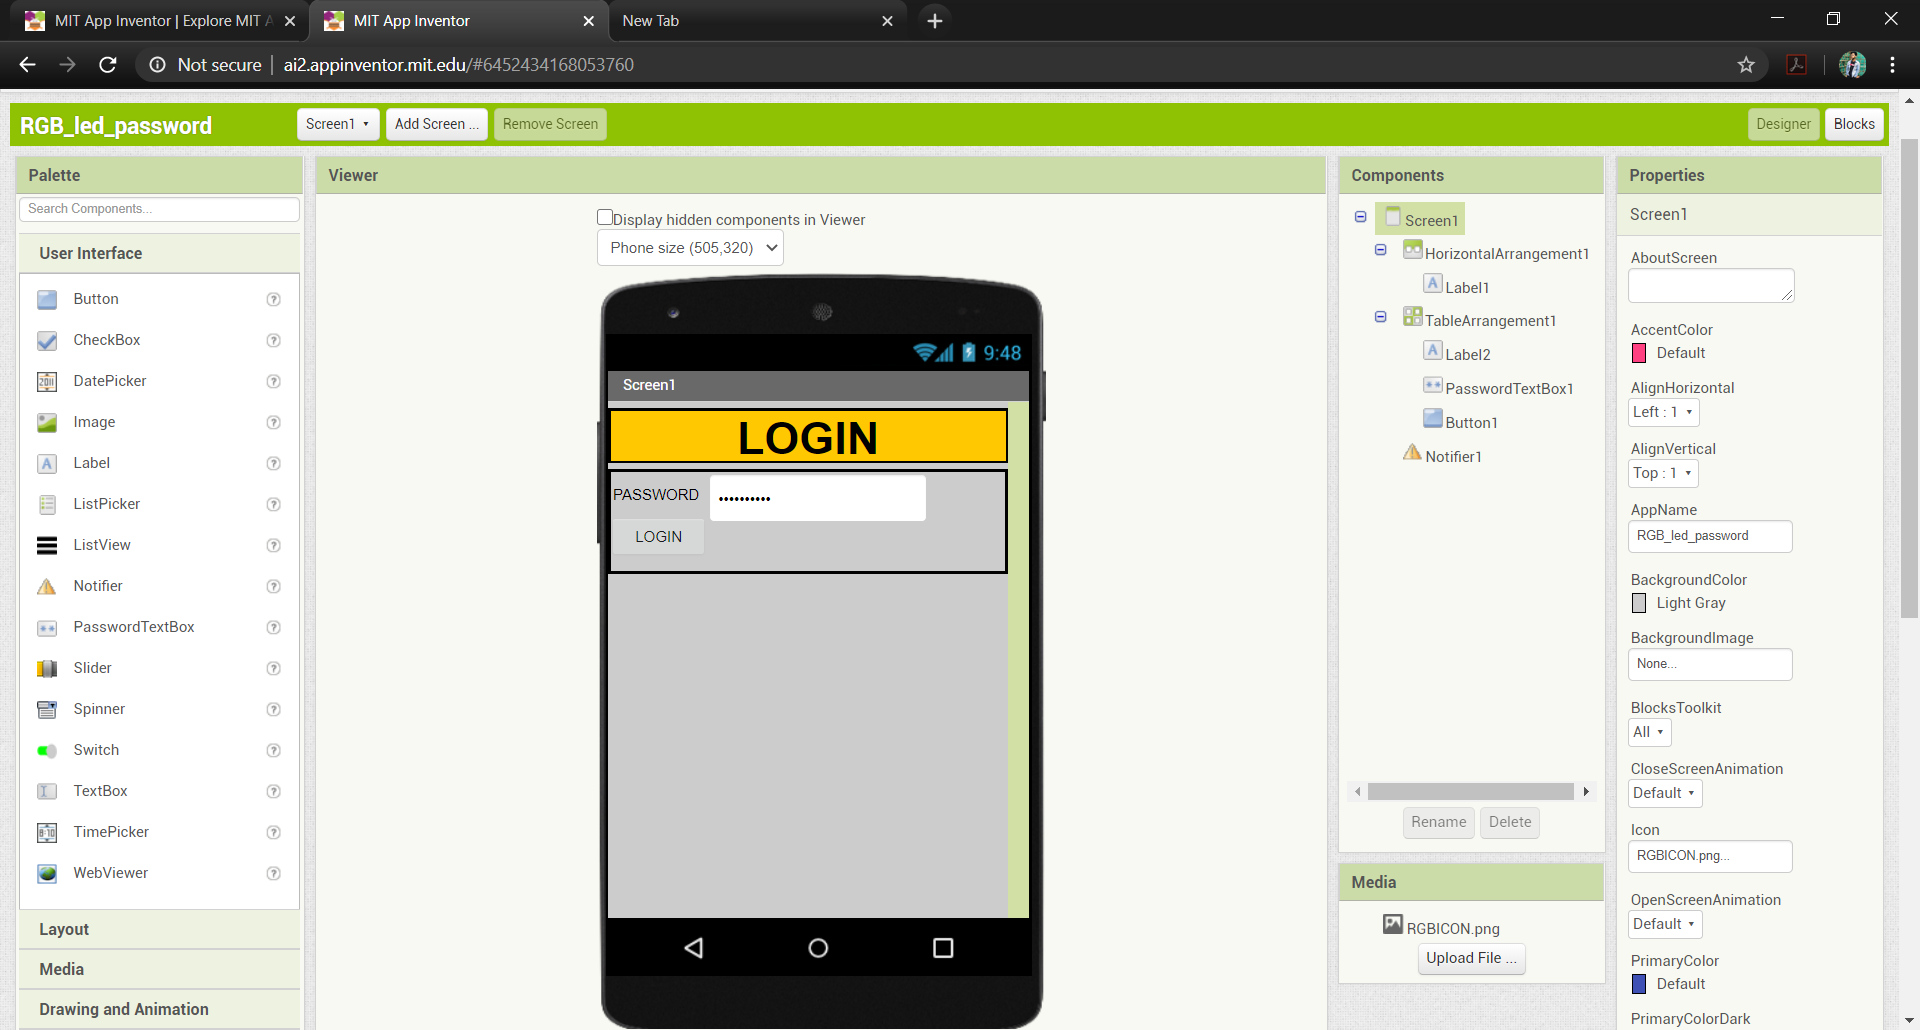 MIT App Inventor | Explore MIT A
MIT App Inventor
New Tab
Not secure
ai2.appinventor.mit.edu/#6452434168053760
RGB_led_password
Screen1
Add Screen ...
Remove Screen
Designer
Blocks
Palette
Search Components...
User Interface
Button
CheckBox
DatePicker
Image
Label
ListPicker
ListView
Notifier
PasswordTextBox
Slider
Spinner
Switch
TextBox
TimePicker
WebViewer
Layout
Media
Drawing and Animation
Viewer
Display hidden components in Viewer
Phone size (505,320)
9:48
Screen1
LOGIN
PASSWORD ••••••••••
LOGIN
Components
Screen1
HorizontalArrangement1
Label1
TableArrangement1
Label2
PasswordTextBox1
Button1
Notifier1
Rename
Delete
Media
RGBICON.png
Upload File ...
Properties
Screen1
AboutScreen
AccentColor
Default
AlignHorizontal
Left : 1
AlignVertical
Top : 1
AppName
RGB_led_password
BackgroundColor
Light Gray
BackgroundImage
None...
BlocksToolkit
All
CloseScreenAnimation
Default
Icon
RGBICON.png...
OpenScreenAnimation
Default
PrimaryColor
Default
PrimaryColorDark